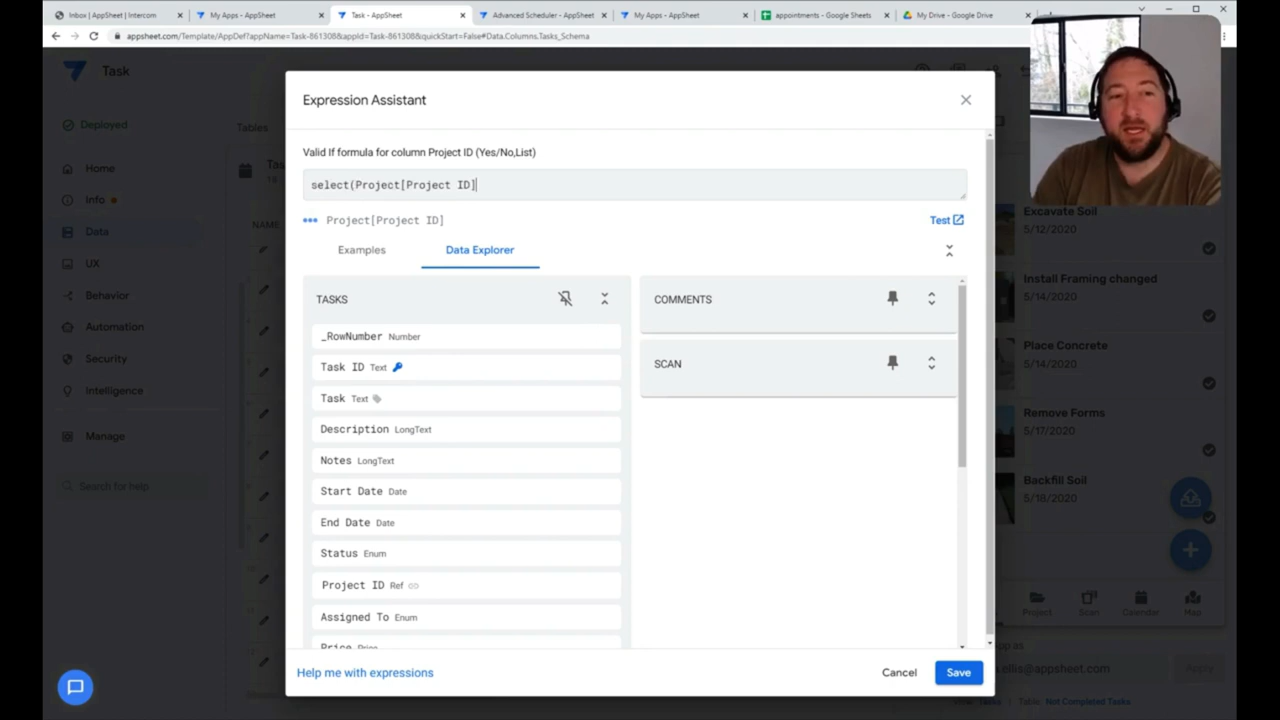 Inbox | AppSheet | Intercom
My Apps - AppSheet
Task - AppSheet
Advanced Scheduler - AppSheet
My Apps - AppSheet
appointments - Google Sheets
My Drive - Google Drive
appsheet.com/Template/AppDef?appName=Task-861308&appId=Task-861308&quickStart=False#Data.Columns.Tasks_Schema
Task
Deployed
Home
Info
Data
UX
Behavior
Automation
Security
Intelligence
Manage
Search for help
Tables
NAME
Expression Assistant
Valid If formula for column Project ID (Yes/No,List)
select(Project[Project ID]
Project[Project ID]
Test
Examples
Data Explorer
TASKS
_RowNumber Number
Task ID Text
Task Text
Description LongText
Notes LongText
Start Date Date
End Date Date
Status Enum
Project ID Ref
Assigned To Enum
Price Price
COMMENTS
SCAN
Help me with expressions
Cancel
Save
Excavate Soil
5/12/2020
Install Framing changed
5/14/2020
Place Concrete
5/14/2020
Remove Forms
5/17/2020
Backfill Soil
5/18/2020
Project
Scan
Calendar
Map
Apply
Table: Not Completed Tasks